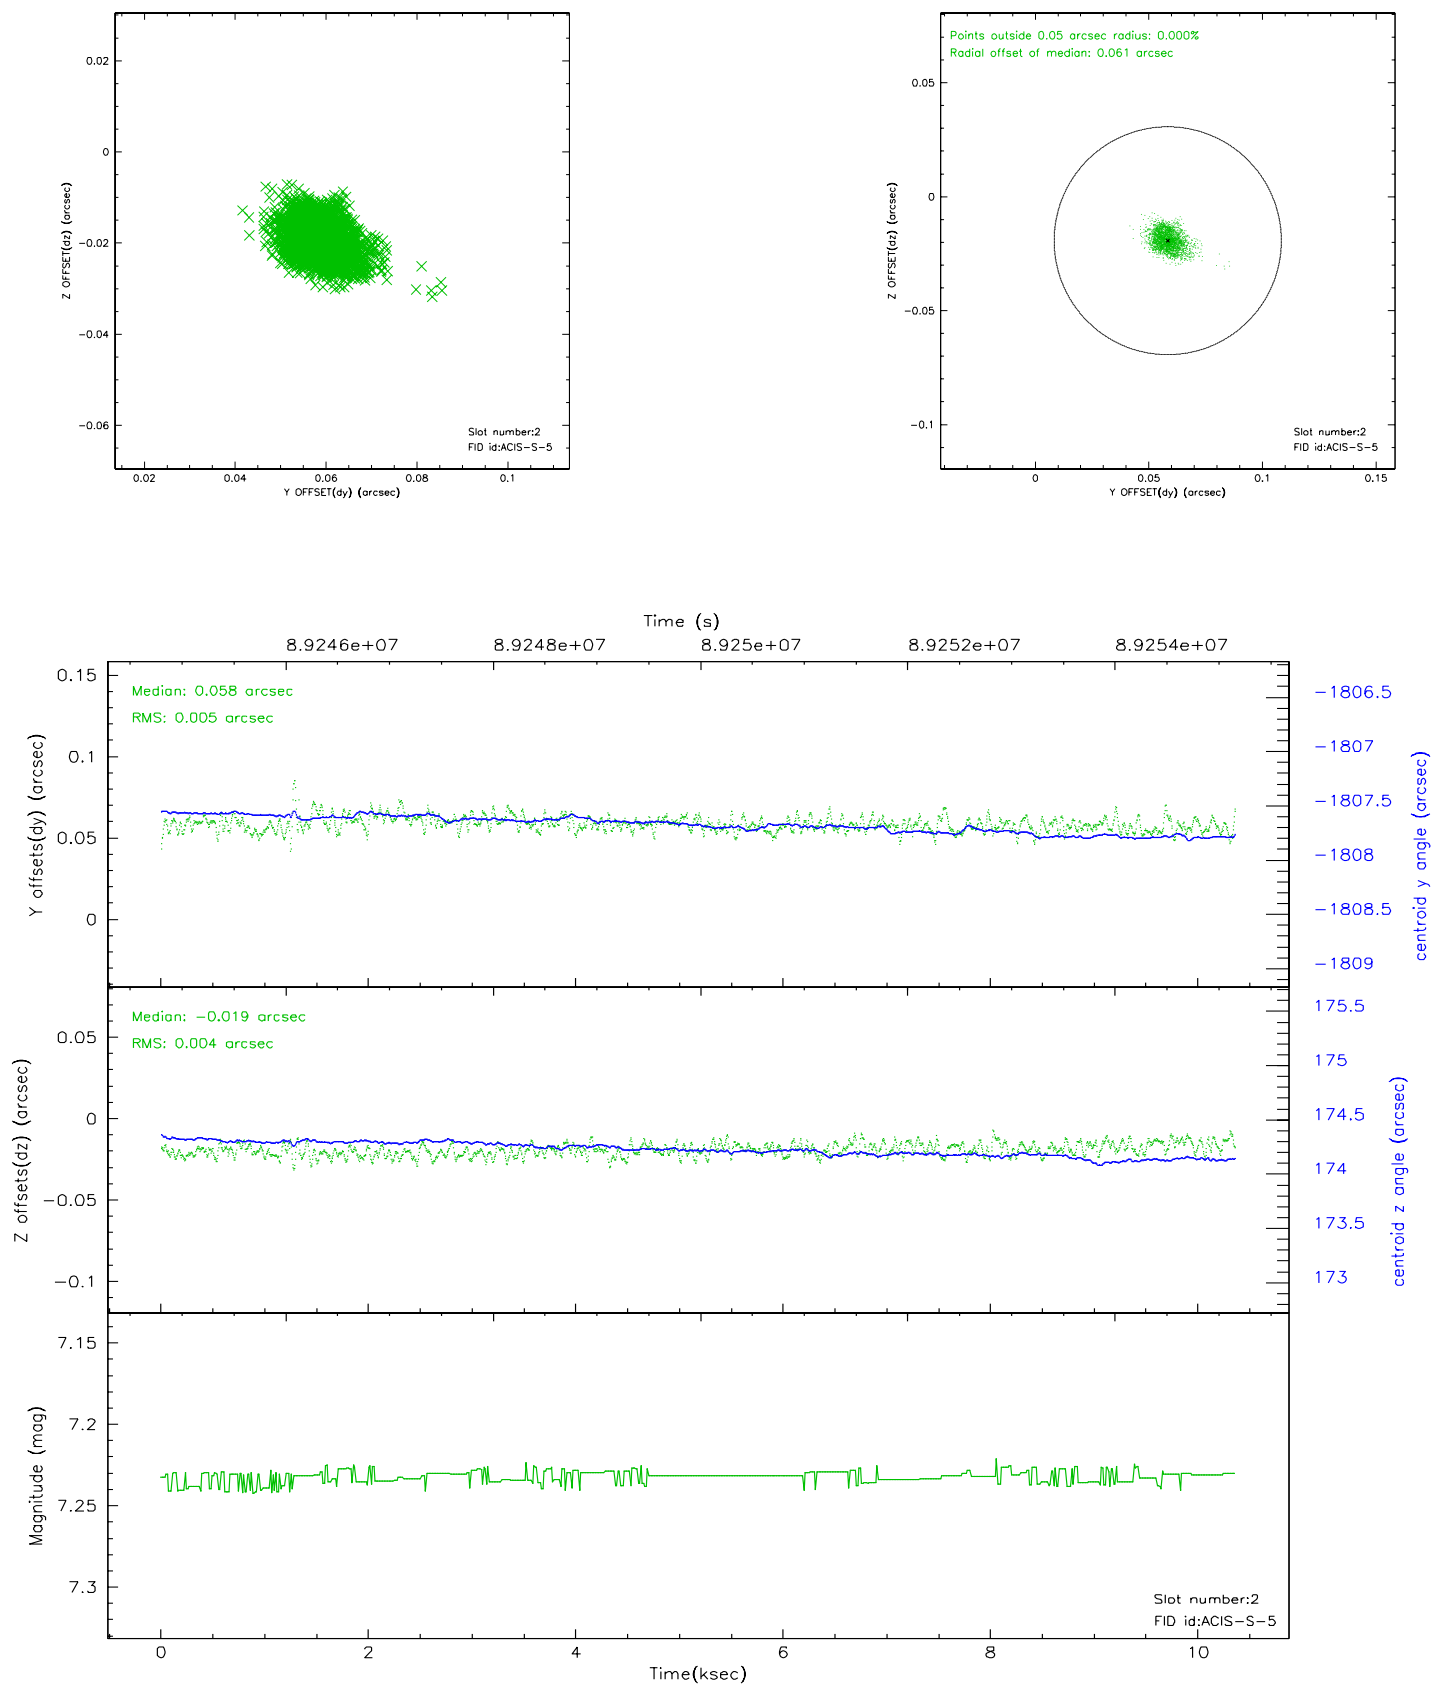 0.02
0
-0.02
-0.04
-0.06
Z OFFSET(dz) (arcsec)
Slot number:2
FID id:ACIS-S-5
0.02 0.04 0.06 0.08 0.1
Y OFFSET(dy) (arcsec)
Points outside 0.05 arcsec radius: 0.000%
Radial offset of median: 0.061 arcsec
0.05
0
-0.05
-0.1
Z OFFSET(dz) (arcsec)
Slot number:2
FID id:ACIS-S-5
0 0.05 0.1 0.15
Y OFFSET(dy) (arcsec)
Time (s)
8.9246e+07 8.9248e+07 8.925e+07 8.9252e+07 8.9254e+07
Median: 0.058 arcsec
RMS: 0.005 arcsec
0.15
0.1
0.05
0
Y offsets(dy) (arcsec)
-1806.5
-1807
-1807.5
-1808
-1808.5
-1809
centroid y angle (arcsec)
Median: -0.019 arcsec
RMS: 0.004 arcsec
0.05
0
-0.05
-0.1
Z offsets(dz) (arcsec)
175.5
175
174.5
174
173.5
173
centroid z angle (arcsec)
7.15
7.2
7.25
7.3
Magnitude (mag)
Slot number:2
FID id:ACIS-S-5
0 2 4 6 8 10
Time(ksec)